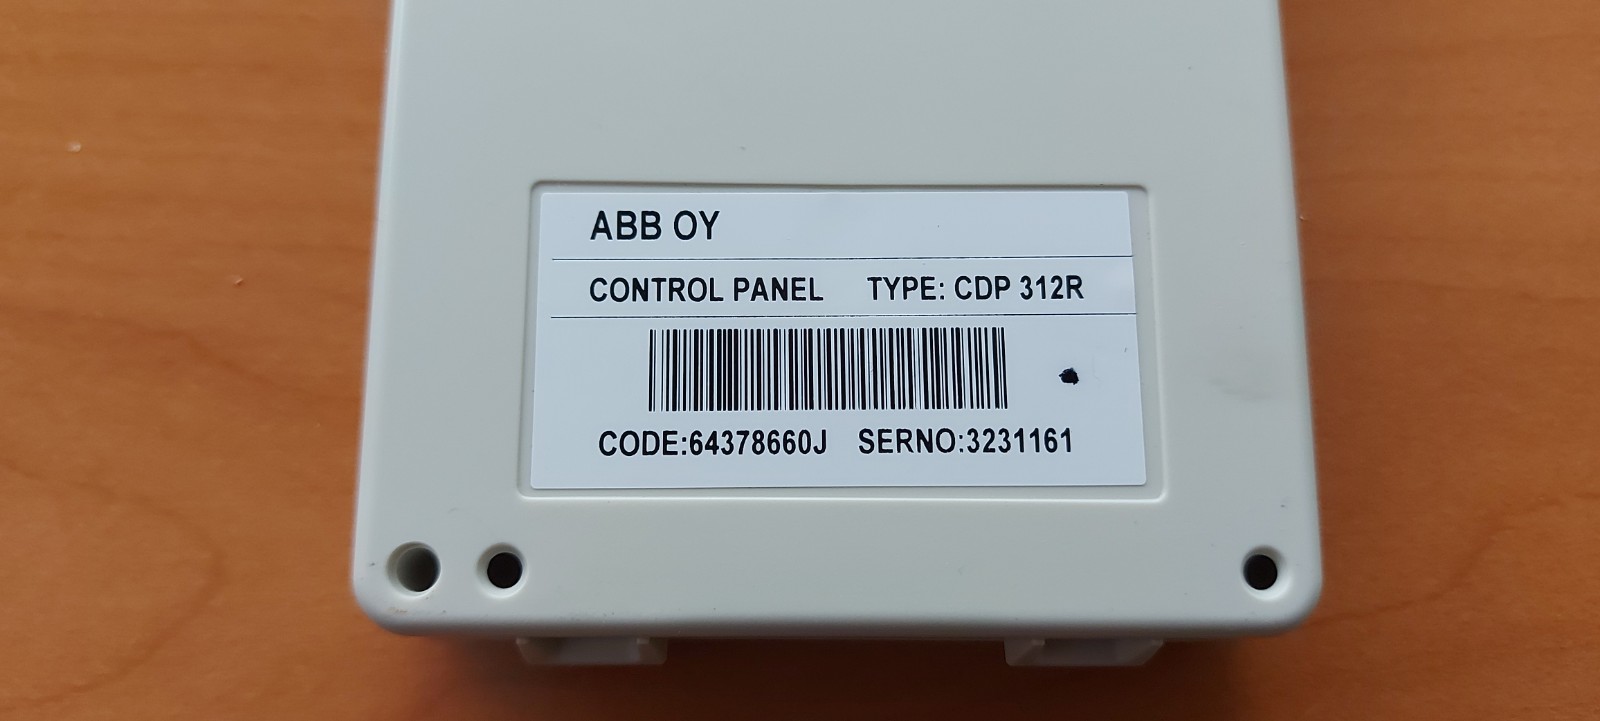 ABB OY
CONTROL PANEL TYPE: CDP 312R
CODE:64378660J SERNO:3231161